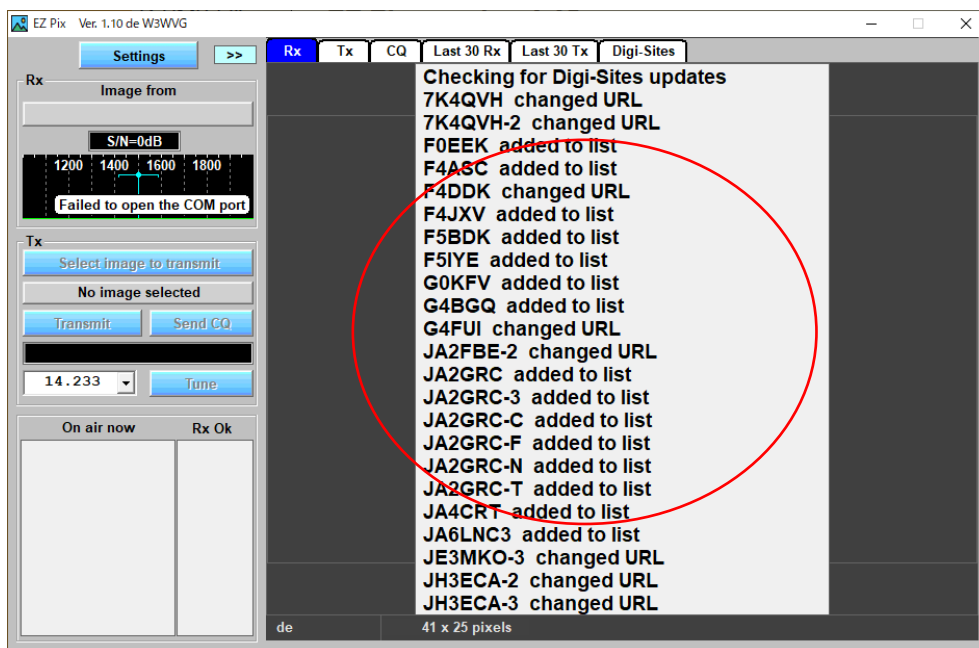 EZ Pix Ver. 1.10 de W3WVG
Settings >>
Rx
Image from
S/N=0dB
1200 1400 1600 1800
Failed to open the COM port
Tx
Select image to transmit
No image selected
Transmit Send CQ
14.233 Tune
On air now Rx Ok
Rx Tx CQ Last 30 Rx Last 30 Tx Digi-Sites
Checking for Digi-Sites updates
7K4QVH changed URL
7K4QVH-2 changed URL
F0EEK added to list
F4ASC added to list
F4DDK changed URL
F4JXV added to list
F5BDK added to list
F5IYE added to list
G0KFV added to list
G4BGQ added to list
G4FUI changed URL
JA2FBE-2 changed URL
JA2GRC added to list
JA2GRC-3 added to list
JA2GRC-C added to list
JA2GRC-F added to list
JA2GRC-N added to list
JA2GRC-T added to list
JA4CRT added to list
JA6LNC3 added to list
JE3MKO-3 changed URL
JH3ECA-2 changed URL
JH3ECA-3 changed URL
de 41 x 25 pixels